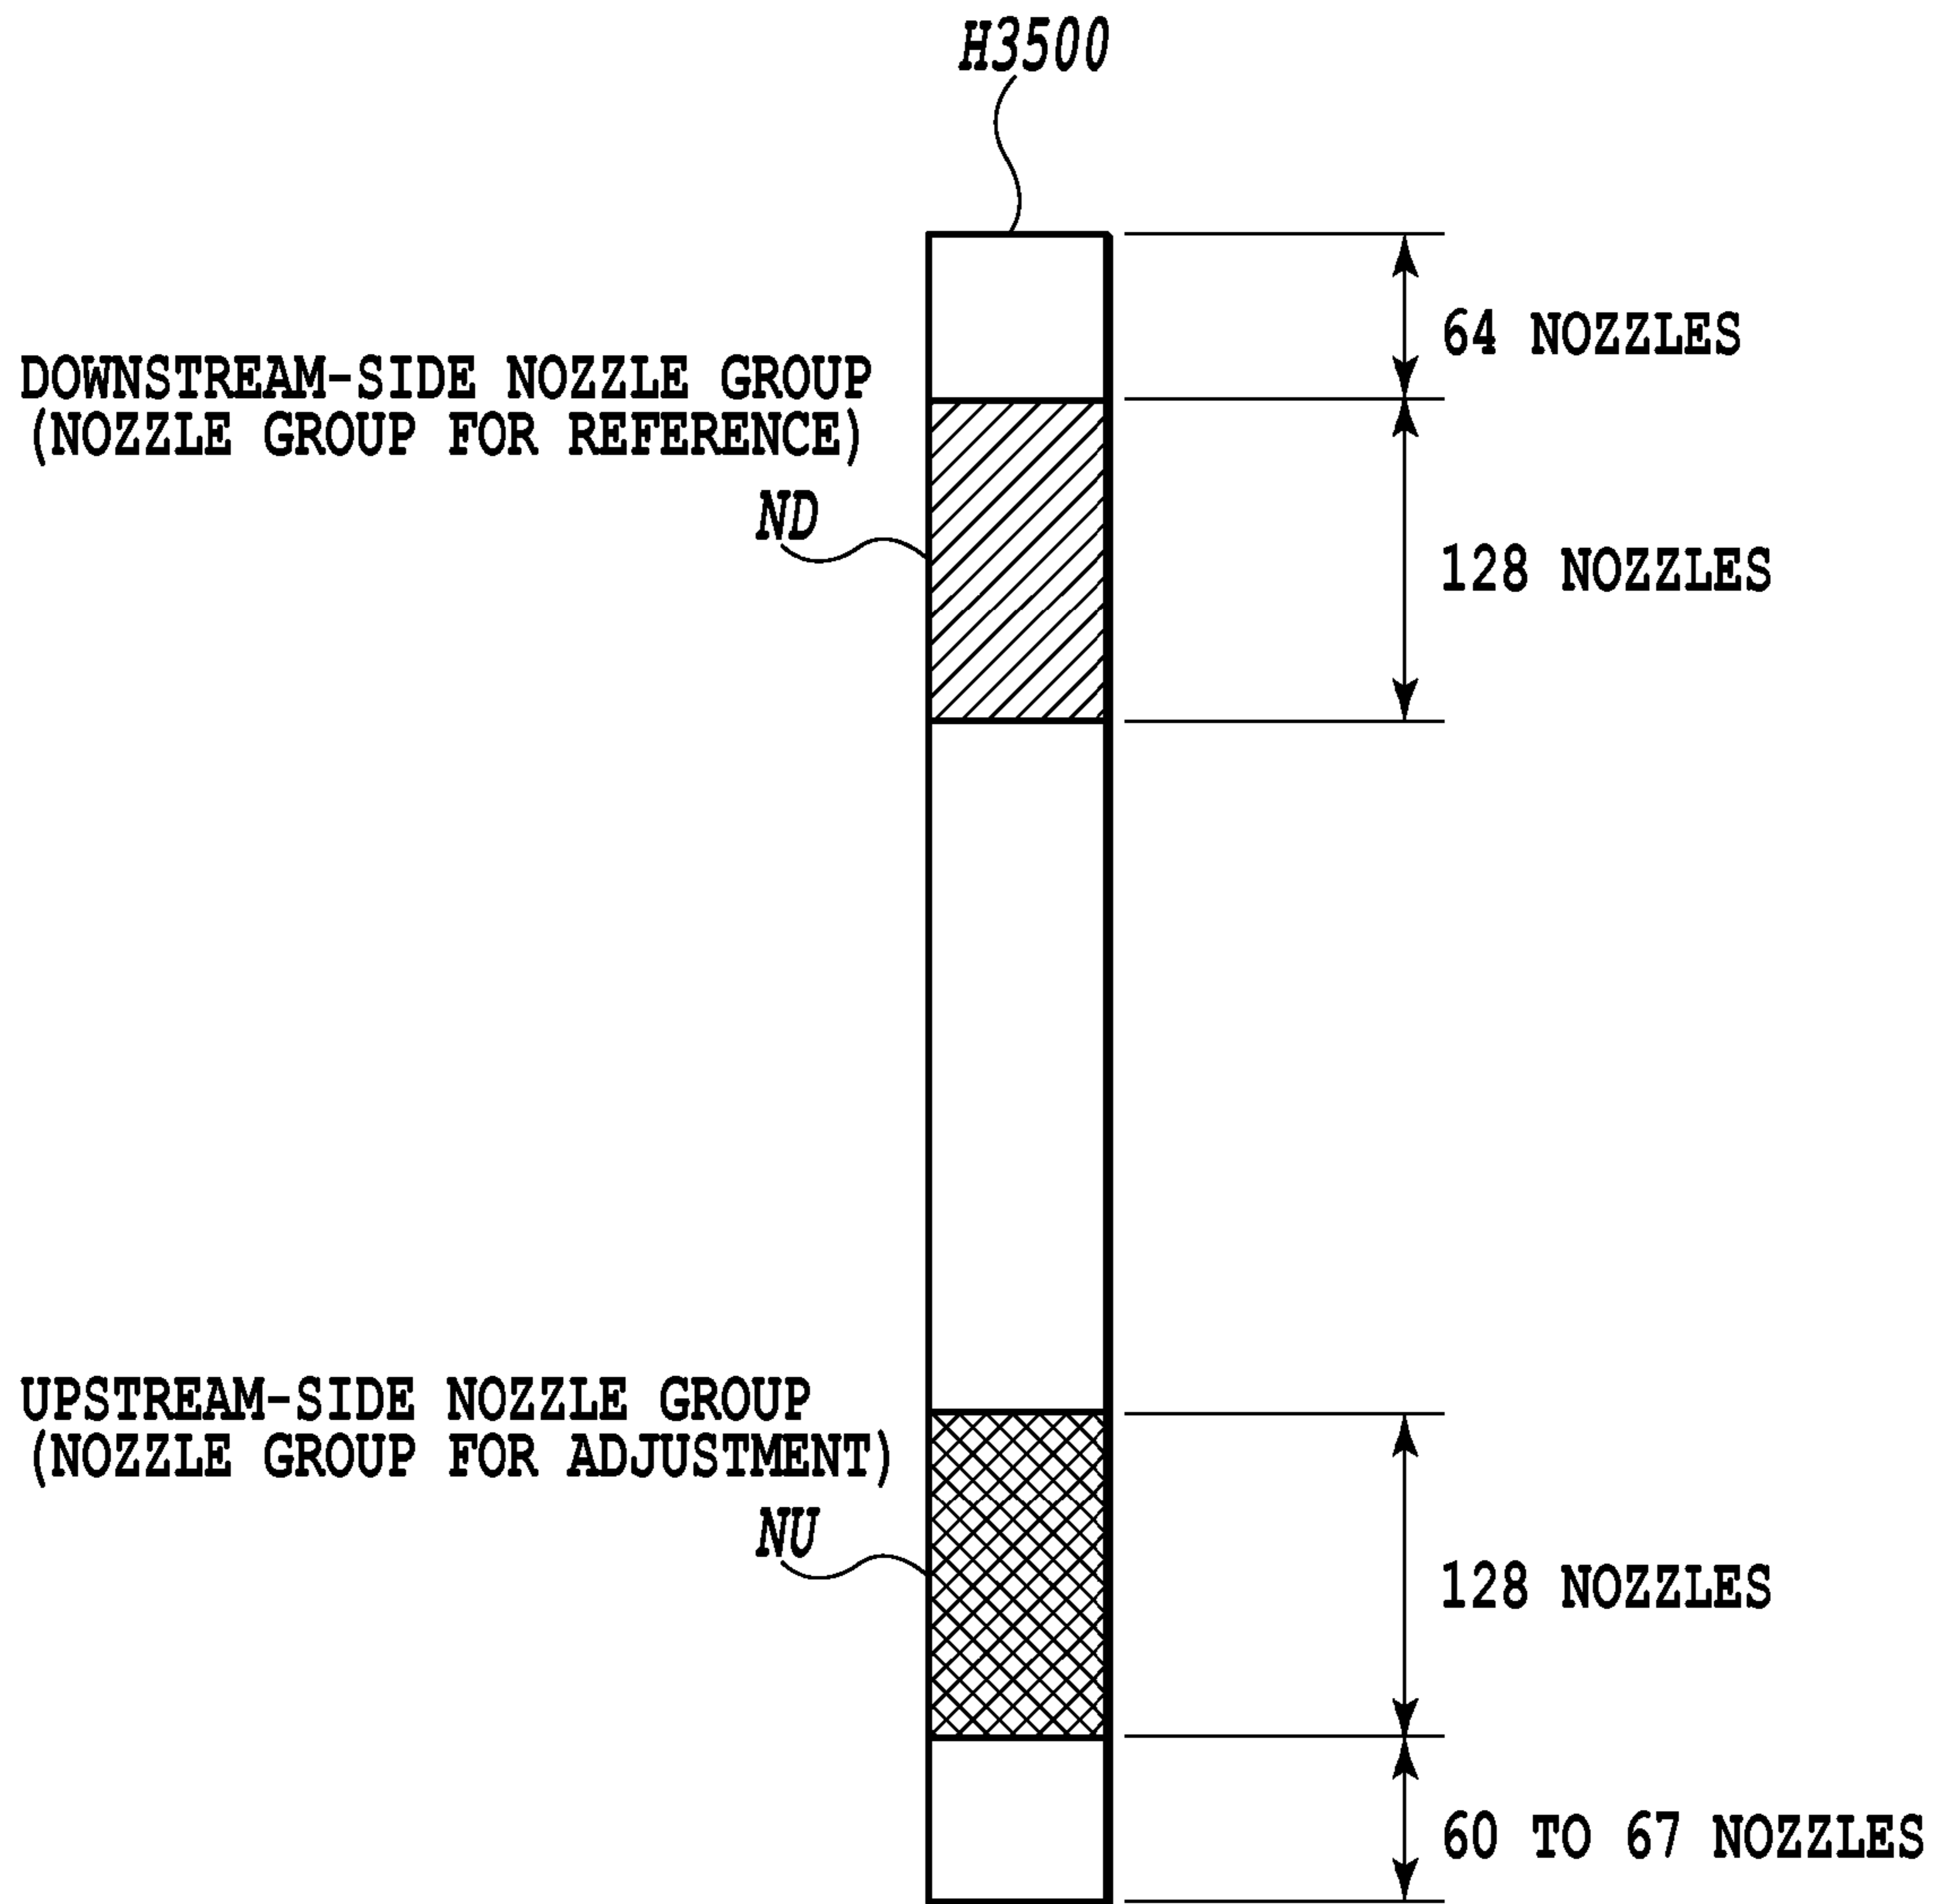 H3500
64 NOZZLES
DOWNSTREAM-SIDE NOZZLE GROUP
(NOZZLE GROUP FOR REFERENCE)
ND
128 NOZZLES
UPSTREAM-SIDE NOZZLE GROUP
(NOZZLE GROUP FOR ADJUSTMENT)
NU
128 NOZZLES
60 TO 67 NOZZLES